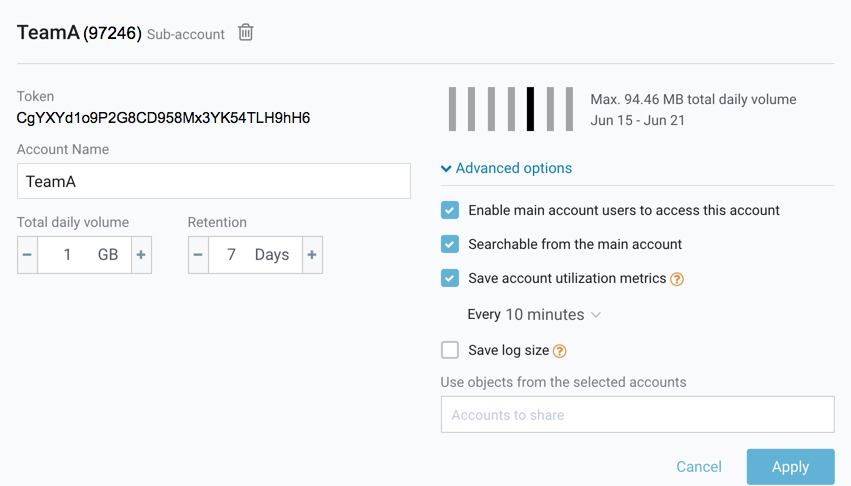 TeamA (97246) Sub-account
Token
CgYXYd1o9P2G8CD958Mx3YK54TLH9hH6
Account Name
TeamA
Total daily volume
Retention
− 1 GB +
− 7 Days +
Max. 94.46 MB total daily volume
Jun 15 - Jun 21
Advanced options
Enable main account users to access this account
Searchable from the main account
Save account utilization metrics ?
Every 10 minutes
Save log size ?
Use objects from the selected accounts
Accounts to share
Cancel
Apply